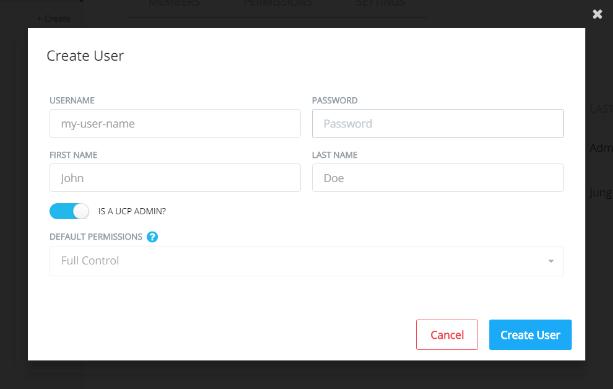 MEMBERS PERMISSIONS SETTINGS
+ Create
Create User
USERNAME PASSWORD
my-user-name Password
FIRST NAME LAST NAME
John Doe
IS A UCP ADMIN?
DEFAULT PERMISSIONS ?
Full Control
Cancel Create User
LAST
Adm
Jung